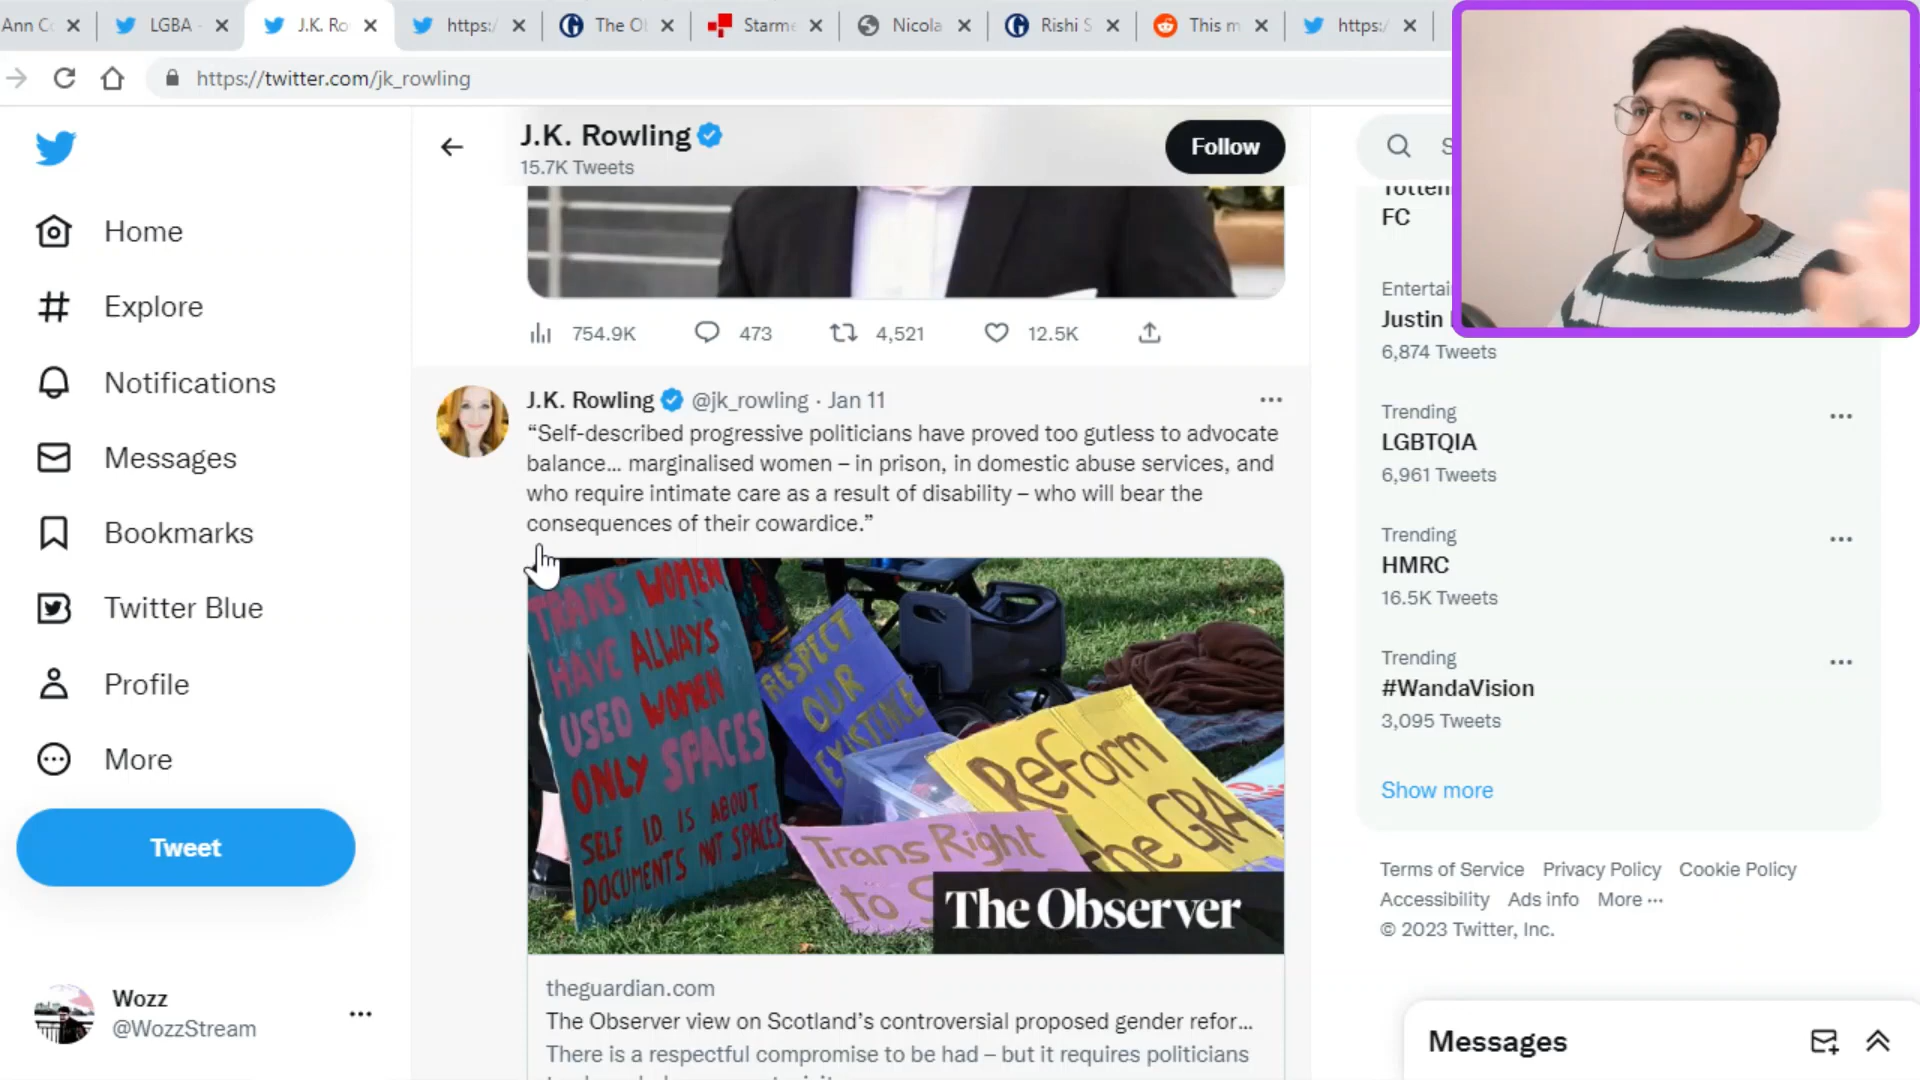 Ann Co
LGBA -
J.K. Ro
https:/
The O
Starme
Nicola
Rishi S
This m
https:/
https://twitter.com/jk_rowling
J.K. Rowling
15.7K Tweets
Follow
Home
Explore
Notifications
Messages
Bookmarks
Twitter Blue
Profile
More
Tweet
Wozz
@WozzStream
754.9K 473 4,521 12.5K
J.K. Rowling @jk_rowling · Jan 11
“Self-described progressive politicians have proved too gutless to advocate
balance... marginalised women – in prison, in domestic abuse services, and
who require intimate care as a result of disability – who will bear the
consequences of their cowardice.”
TRANS WOMEN
HAVE ALWAYS
USED WOMEN
ONLY SPACES
SELF I.D. IS ABOUT
DOCUMENTS NOT SPACES
RESPECT
OUR
EXISTENCE
Reform
the GRA
Trans Right
to
The Observer
theguardian.com
The Observer view on Scotland’s controversial proposed gender refor...
There is a respectful compromise to be had – but it requires politicians
FC
Justin
6,874 Tweets
Trending
LGBTQIA
6,961 Tweets
Trending
HMRC
16.5K Tweets
Trending
#WandaVision
3,095 Tweets
Show more
Terms of Service Privacy Policy Cookie Policy
Accessibility Ads info More ···
© 2023 Twitter, Inc.
Messages